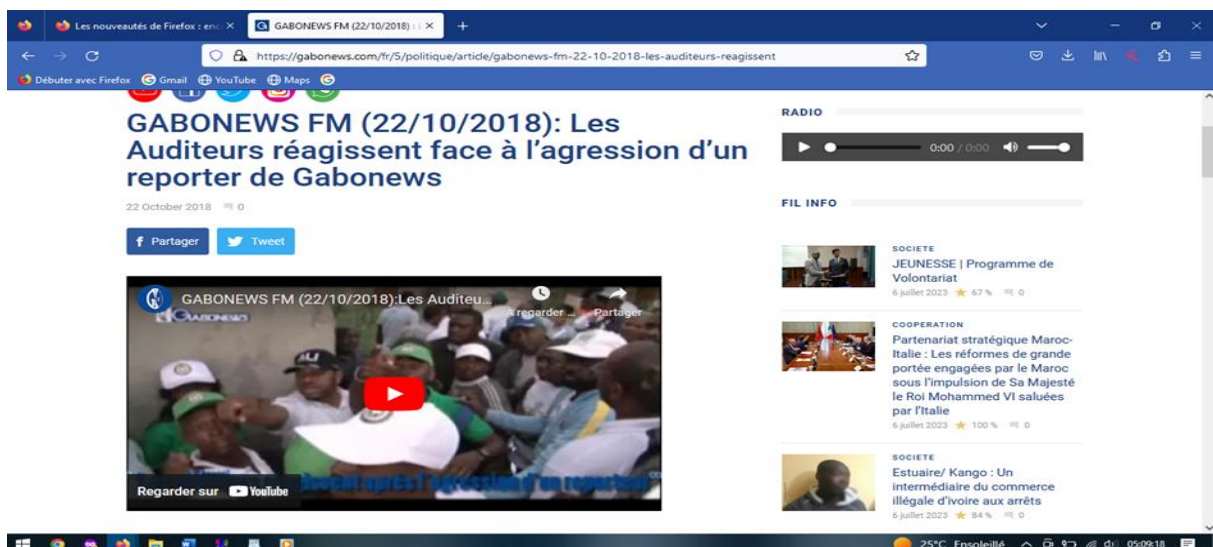 Les nouveautés de Firefox : enc
GABONEWS FM (22/10/2018) : L
https://gabonews.com/fr/5/politique/article/gabonews-fm-22-10-2018-les-auditeurs-reagissent
Débuter avec Firefox Gmail YouTube Maps
GABONEWS FM (22/10/2018): Les
Auditeurs réagissent face à l’agression d’un
reporter de Gabonews
22 October 2018 0
Partager Tweet
GABONEWS FM (22/10/2018):Les Auditeu...
À regarder ... Partager
GABONEWS
ALI
après l'agression d'un reporteur
Regarder sur YouTube
RADIO
0:00 / 0:00
FIL INFO
SOCIETE
JEUNESSE | Programme de
Volontariat
6 juillet 2023 67 % 0
COOPERATION
Partenariat stratégique Maroc-
Italie : Les réformes de grande
portée engagées par le Maroc
sous l’impulsion de Sa Majesté
le Roi Mohammed VI saluées
par l’Italie
6 juillet 2023 100 % 0
SOCIETE
Estuaire/ Kango : Un
intermédiaire du commerce
illégale d’ivoire aux arrêts
6 juillet 2023 84 % 0
25°C Ensoleillé 05:09:18